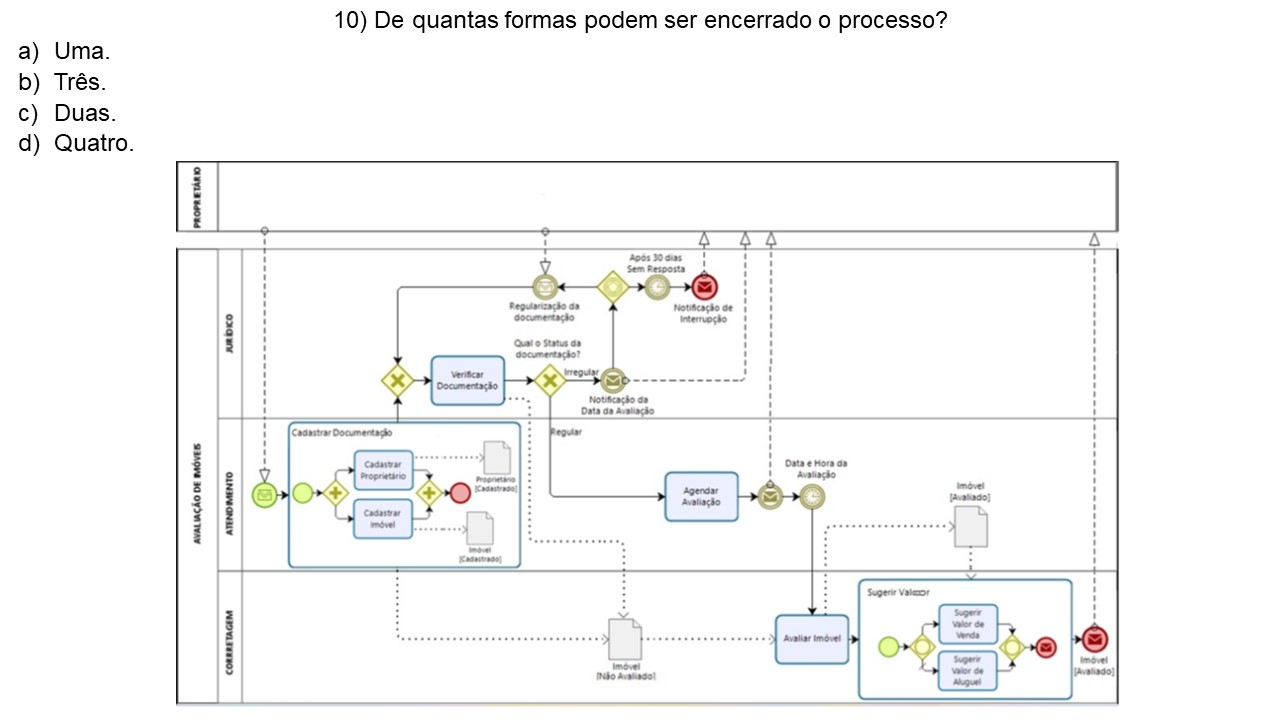 10) De quantas formas podem ser encerrado o processo?
a) Uma.
b) Três.
c) Duas.
d) Quatro.
PROPRIETÁRIO
AVALIAÇÃO DE IMÓVEIS
JURÍDICO
Após 30 dias
Sem Resposta
Regularização da
documentação
Notificação de
Interrupção
Qual o Status da
documentação?
Verificar
Documentação
Irregular
Notificação da
Data da Avaliação
Regular
ATENDIMENTO
Cadastrar Documentação
Cadastrar
Proprietário
Cadastrar
Imóvel
Proprietário
[Cadastrado]
Imóvel
[Cadastrado]
Agendar
Avaliação
Data e Hora da
Avaliação
Imóvel
[Avaliado]
CORRRETAGEM
Imóvel
[Não Avaliado]
Avaliar Imóvel
Sugerir
Sugerir
Valor de
Venda
Sugerir
Valor de
Aluguel
Imóvel
[Avaliado]